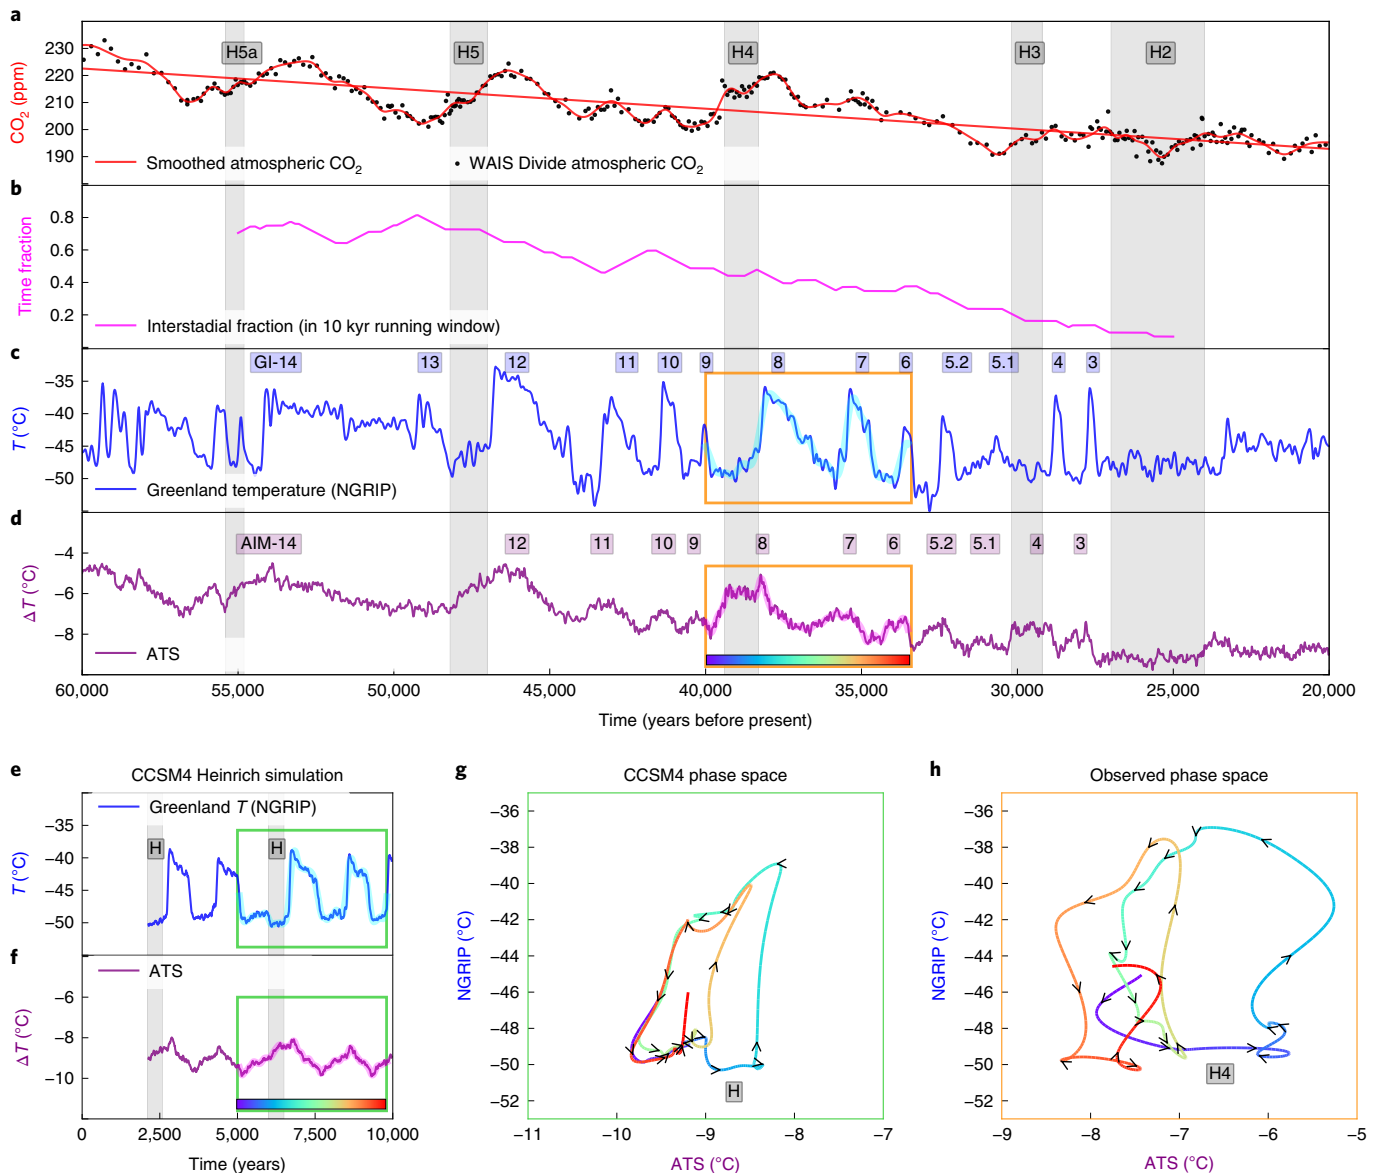 a
H5a
H5
H4
H3
H2
230
220
210
200
190
CO2 (ppm)
Smoothed atmospheric CO2
WAIS Divide atmospheric CO2
b
0.8
0.6
0.4
0.2
Time fraction
Interstadial fraction (in 10 kyr running window)
c
GI-14
13
12
11
10
9
8
7
6
5.2
5.1
4
3
−35
−40
−45
−50
T (°C)
Greenland temperature (NGRIP)
d
AIM-14
12
11
10
9
8
7
6
5.2
5.1
4
3
−4
−6
−8
Δ T (°C)
ATS
60,000
55,000
50,000
45,000
40,000
35,000
30,000
25,000
20,000
Time (years before present)
e
CCSM4 Heinrich simulation
Greenland T (NGRIP)
−35
−40
−45
−50
T (°C)
H
H
f
ATS
−6
−8
−10
Δ T (°C)
0
2,500
5,000
7,500
10,000
Time (years)
g
CCSM4 phase space
−36
−38
−40
−42
−44
−46
−48
−50
−52
NGRIP (°C)
H
−11
−10
−9
−8
−7
ATS (°C)
h
Observed phase space
−36
−38
−40
−42
−44
−46
−48
−50
−52
NGRIP (°C)
H4
−9
−8
−7
−6
−5
ATS (°C)